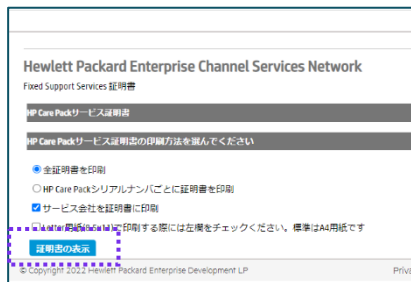 Hewlett Packard Enterprise Channel Services Network
Fixed Support Services 証明書
HP Care Packサービス証明書
HP Care Packサービス証明書の印刷方法を選んでください
全証明書を印刷
HP Care Packシリアルナンバごとに証明書を印刷
サービス会社を証明書に印刷
で印刷する際には左欄をチェックください。標準はA4用紙です
証明書の表示
© Copyright 2022 Hewlett Packard Enterprise Development LP